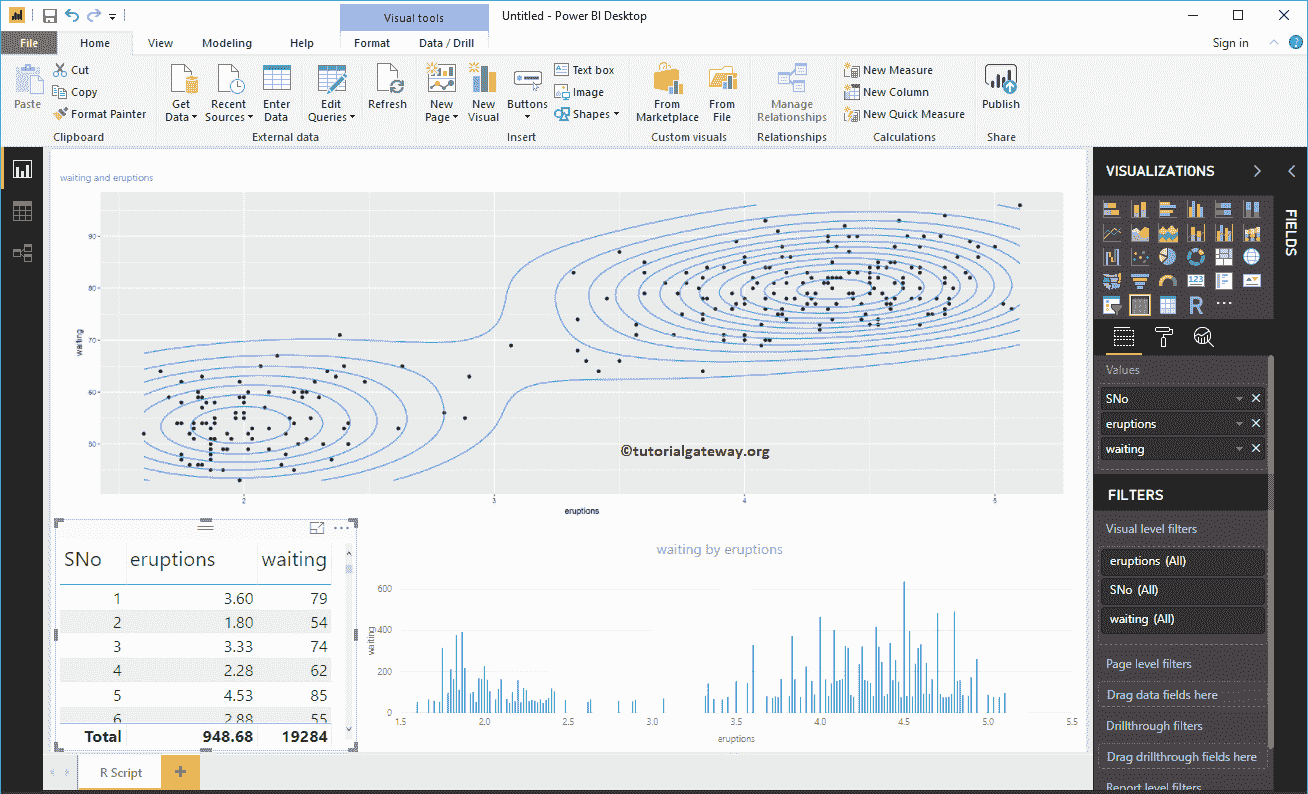 Visual tools
Untitled - Power BI Desktop
File Home View Modeling Help Format Data / Drill
Sign in
?
Paste
Cut
Copy
Format Painter
Clipboard
Get Data
Recent Sources
Enter Data
Edit Queries
Refresh
External data
New Page
New Visual
Buttons
Text box
Image
Shapes
Insert
From Marketplace
From File
Custom visuals
Manage Relationships
Relationships
New Measure
New Column
New Quick Measure
Calculations
Publish
Share
waiting and eruptions
waiting
90
80
70
60
50
2 3 4 5
eruptions
©tutorialgateway.org
SNo eruptions waiting
1 3.60 79
2 1.80 54
3 3.33 74
4 2.28 62
5 4.53 85
6 2.88 55
Total 948.68 19284
waiting by eruptions
waiting
600
400
200
0
1.5 2.0 2.5 3.0 3.5 4.0 4.5 5.0 5.5
eruptions
R Script
+
VISUALIZATIONS
FIELDS
123
R
Values
SNo
eruptions
waiting
FILTERS
Visual level filters
eruptions (All)
SNo (All)
waiting (All)
Page level filters
Drag data fields here
Drillthrough filters
Drag drillthrough fields here
Report level filters